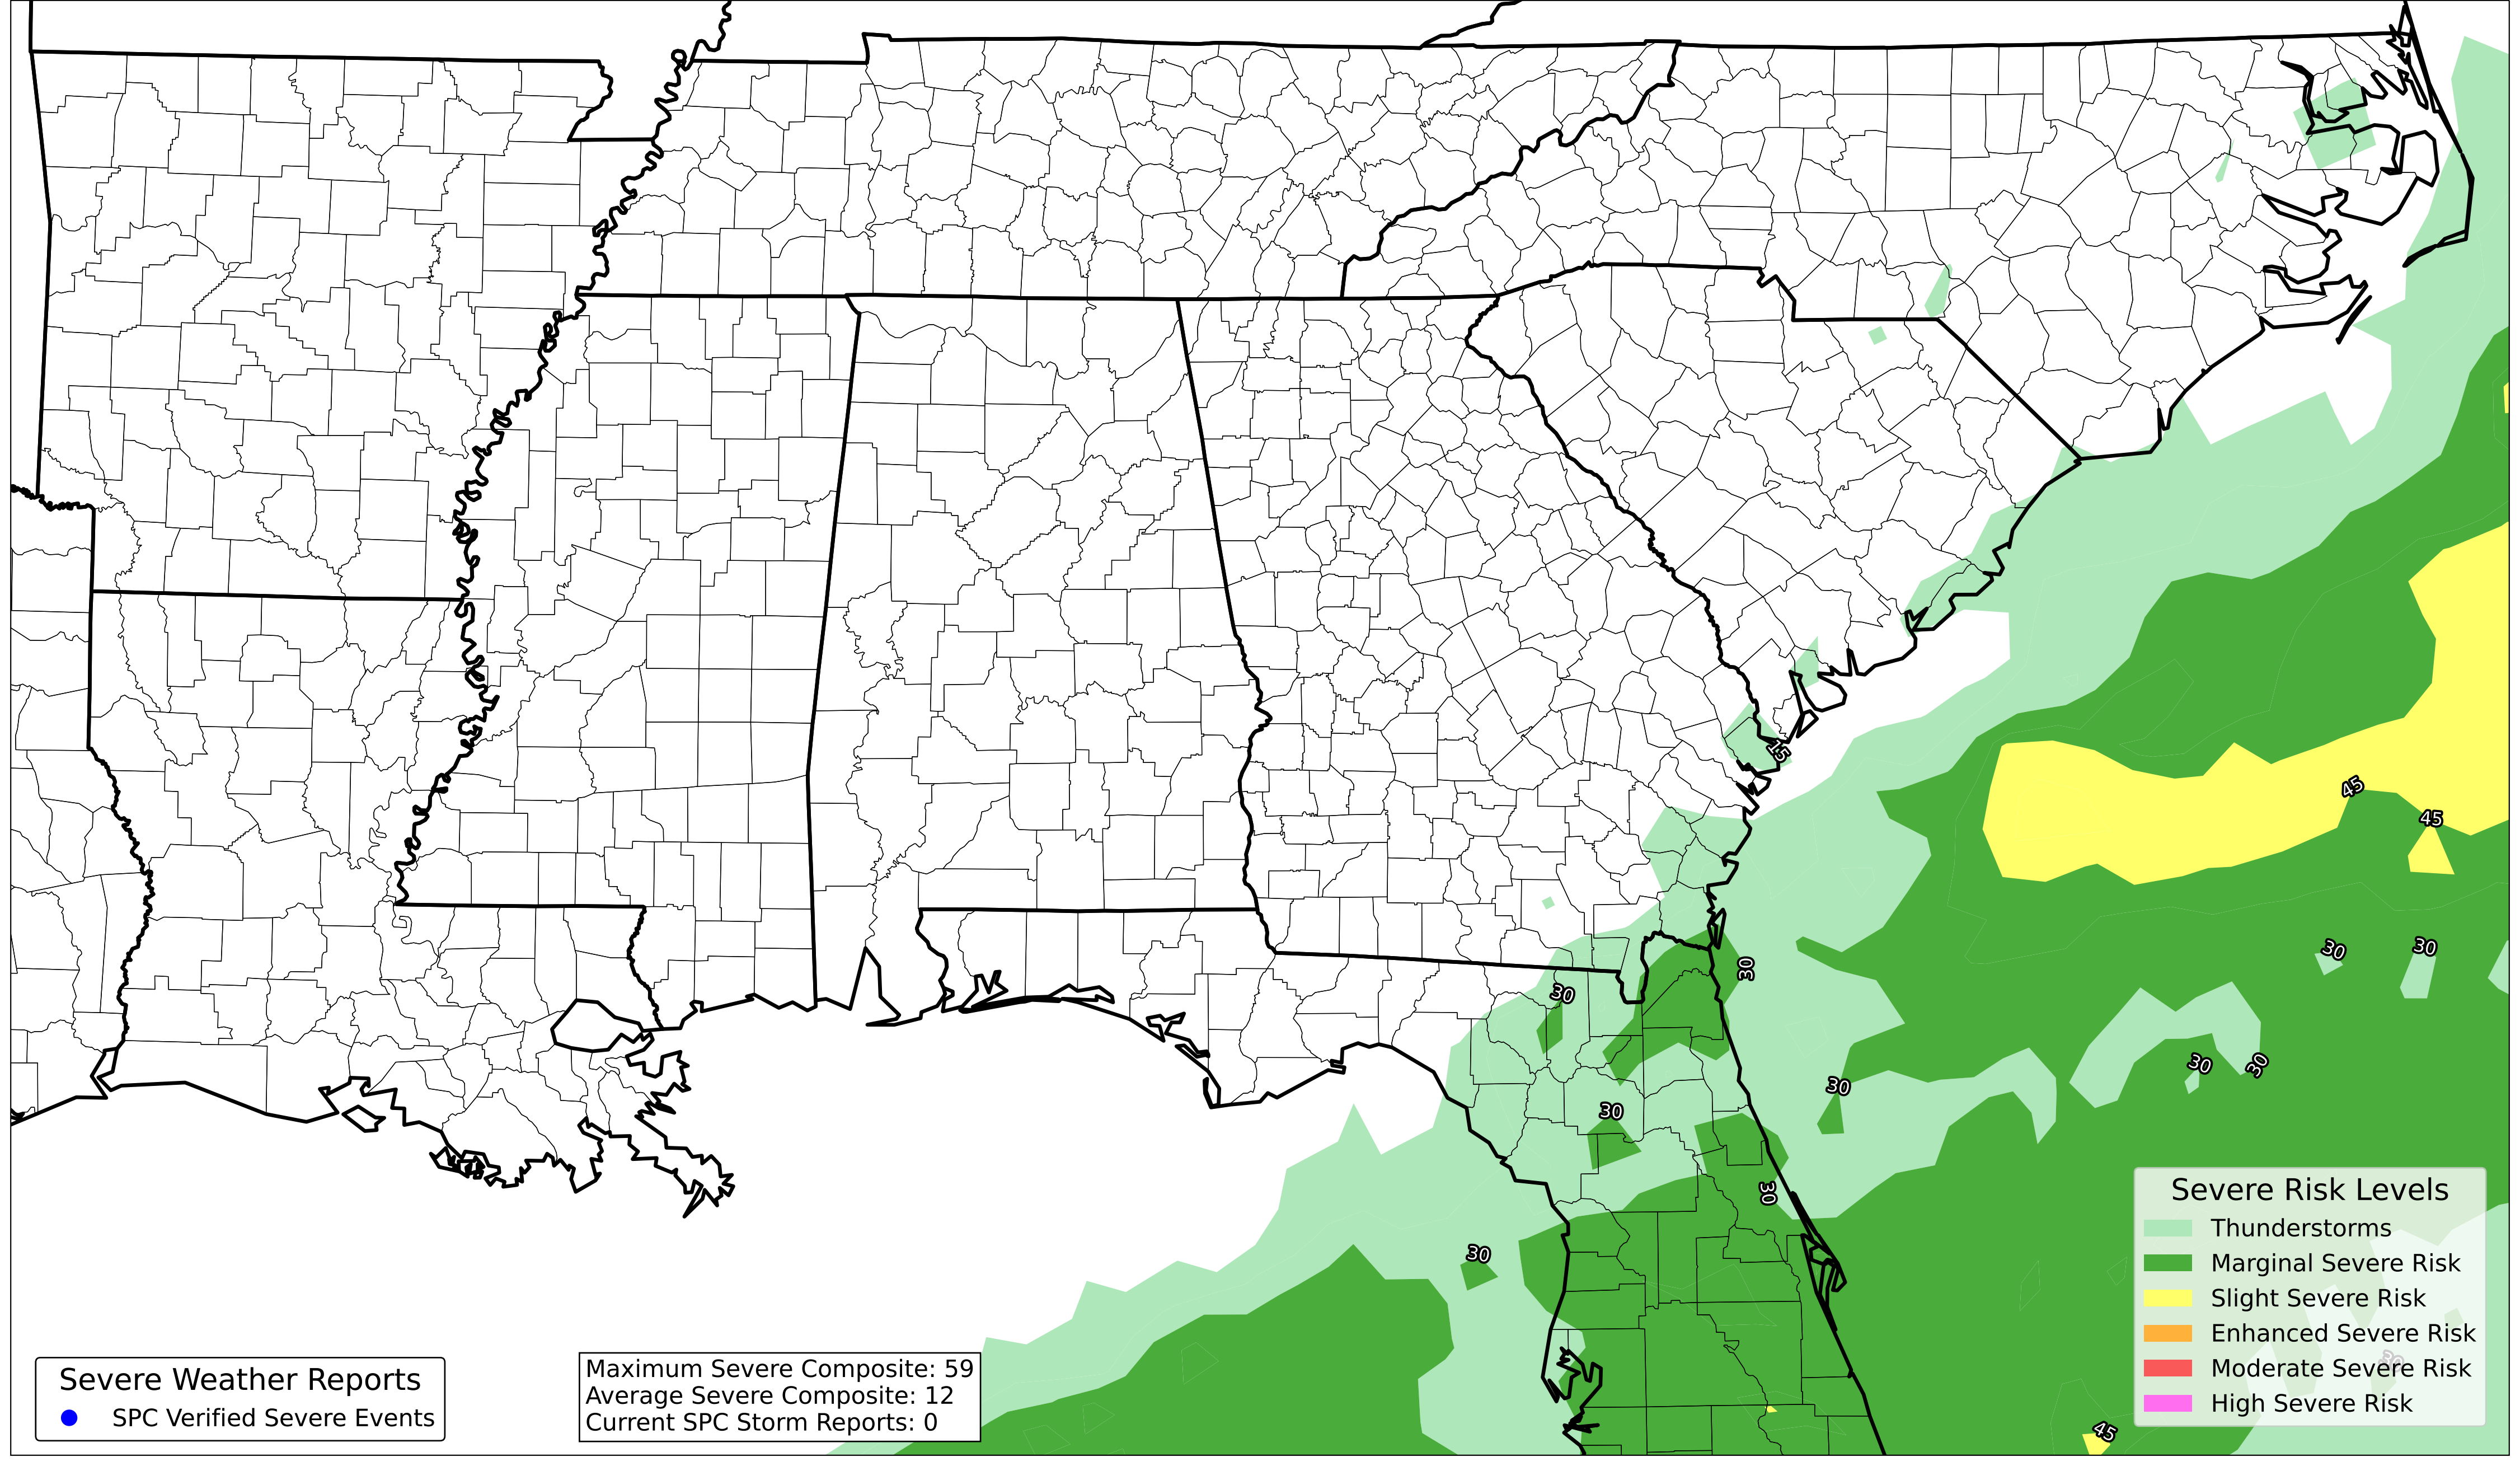 15
45
45
30
30
30
30
30
30
30
30
30
30
Severe Risk Levels
Thunderstorms
Marginal Severe Risk
Slight Severe Risk
Enhanced Severe Risk
Moderate Severe Risk
High Severe Risk
30
45
Severe Weather Reports
SPC Verified Severe Events
Maximum Severe Composite: 59
Average Severe Composite: 12
Current SPC Storm Reports: 0